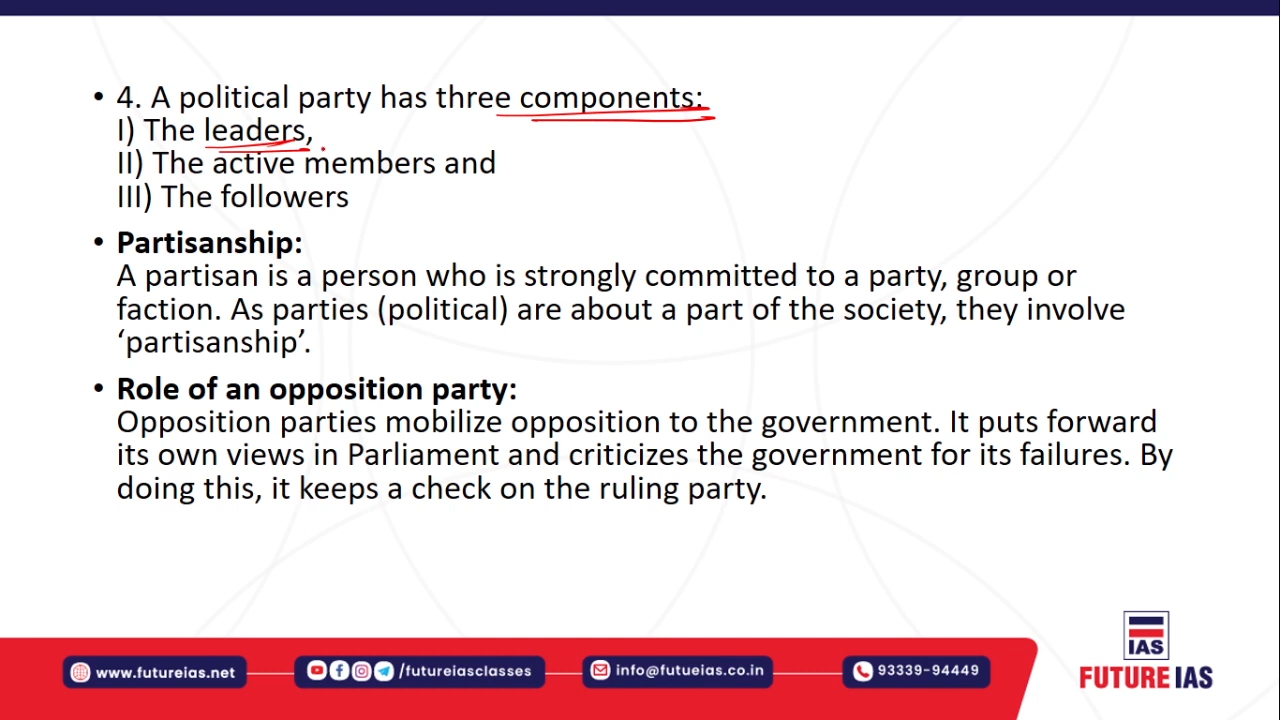 • 4. A political party has three components:
I) The leaders,
II) The active members and
III) The followers
• Partisanship:
A partisan is a person who is strongly committed to a party, group or
faction. As parties (political) are about a part of the society, they involve
‘partisanship’.
• Role of an opposition party:
Opposition parties mobilize opposition to the government. It puts forward
its own views in Parliament and criticizes the government for its failures. By
doing this, it keeps a check on the ruling party.
IAS
www.futureias.net
/futureiasclasses
info@futueias.co.in
93339-94449
FUTURE IAS